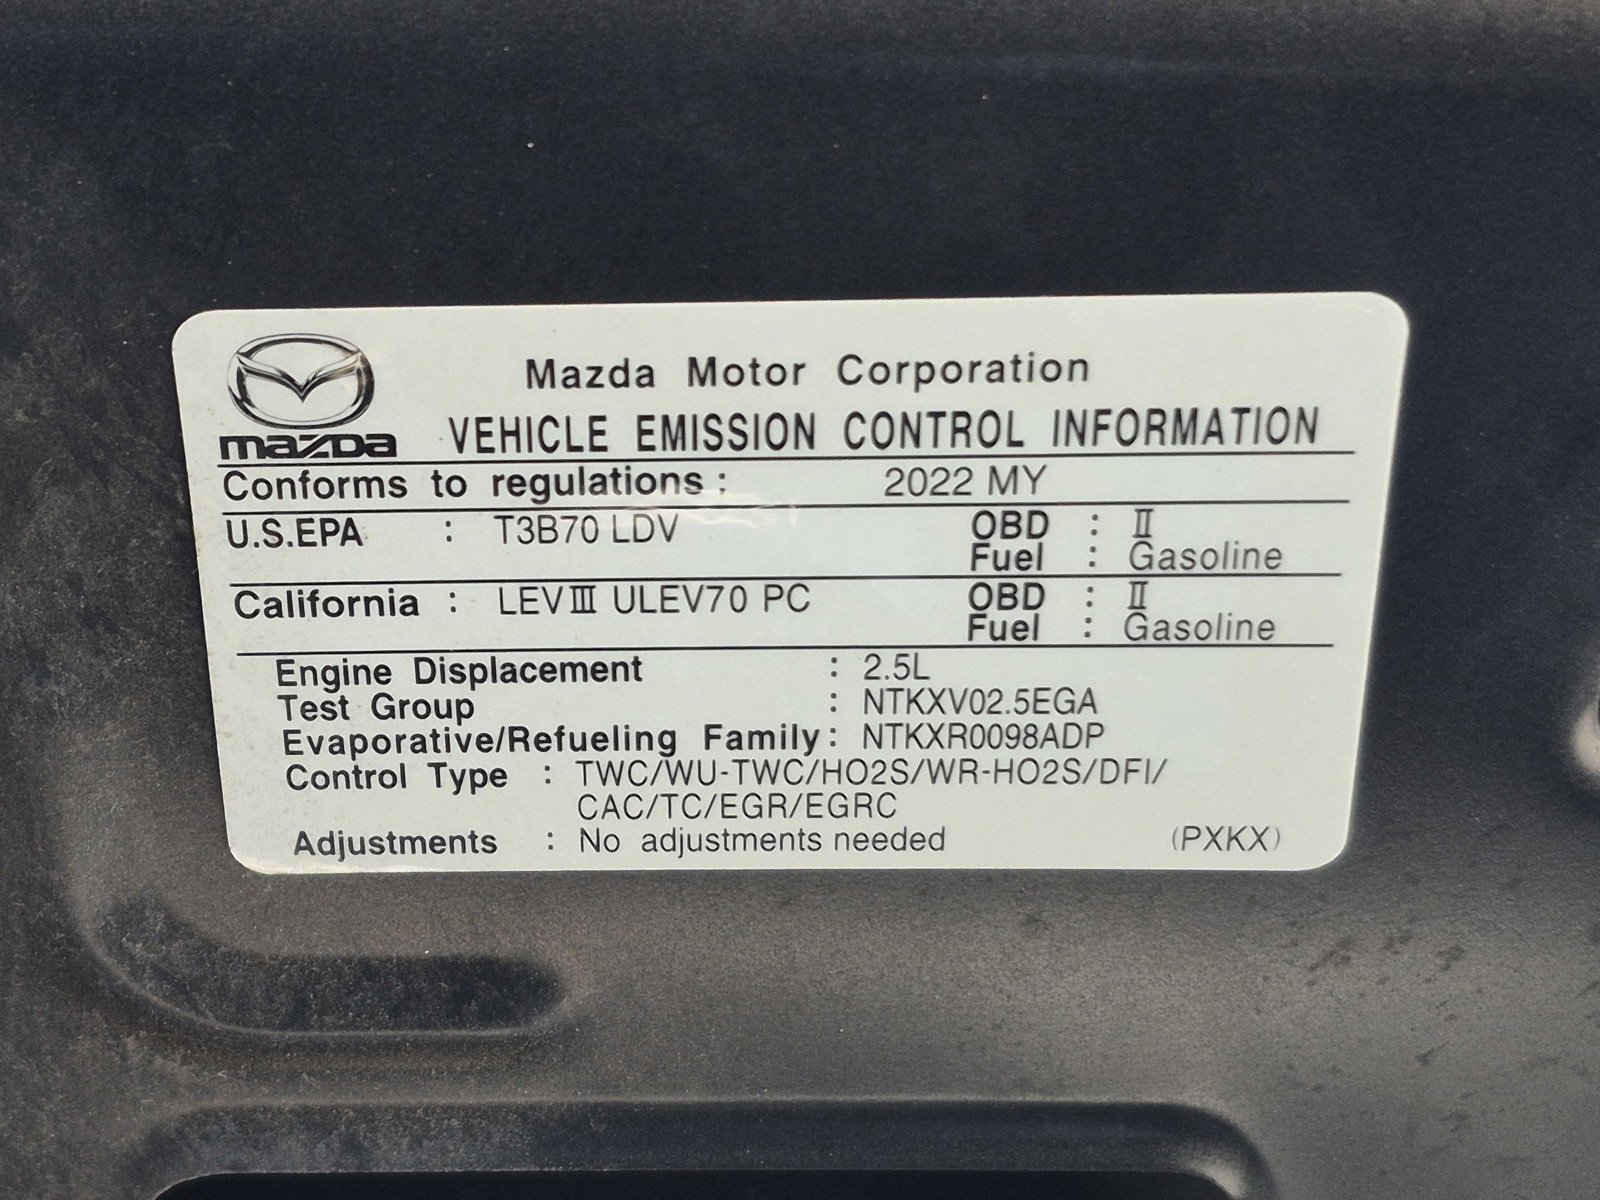 mazda
Mazda Motor Corporation
VEHICLE EMISSION CONTROL INFORMATION
Conforms to regulations : 2022 MY
U.S.EPA : T3B70 LDV OBD : Ⅱ
Fuel : Gasoline
California : LEVⅢ ULEV70 PC OBD : Ⅱ
Fuel : Gasoline
Engine Displacement : 2.5L
Test Group : NTKXV02.5EGA
Evaporative/Refueling Family : NTKXR0098ADP
Control Type : TWC/WU-TWC/HO2S/WR-HO2S/DFI/
CAC/TC/EGR/EGRC
Adjustments : No adjustments needed (PXKX)